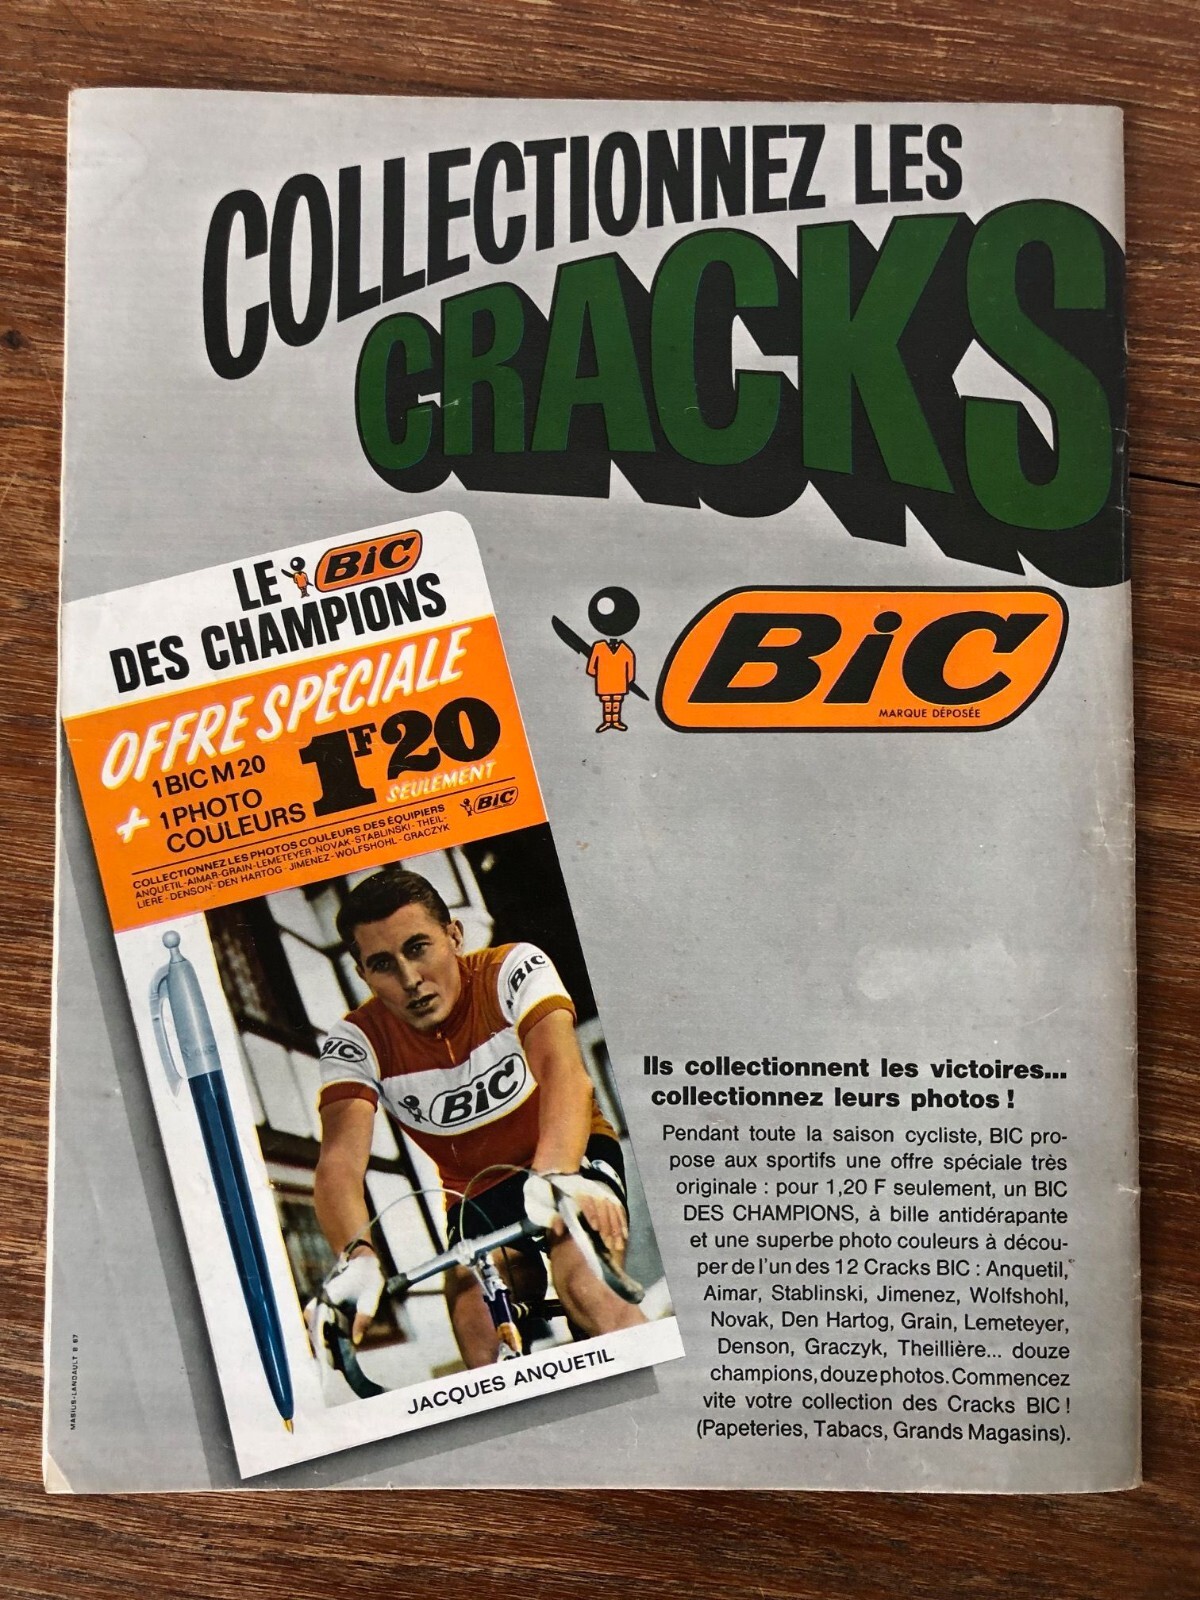 COLLECTIONNEZ LES
CRACKS
BiC
MARQUE DÉPOSÉE
LE BiC
DES CHAMPIONS
OFFRE SPÉCIALE
1 BIC M 20
+ 1 PHOTO
COULEURS
1F20
SEULEMENT
BiC
COLLECTIONNEZ LES PHOTOS COULEURS DES ÉQUIPIERS
ANQUETIL-AIMAR-GRAIN-LEMETEYER-NOVAK-STABLINSKI-THEIL-
LIERE-DENSON-DEN HARTOG-JIMENEZ-WOLFSHOHL-GRACZYK
BiC
BiC
BiC
JACQUES ANQUETIL
Ils collectionnent les victoires...
collectionnez leurs photos !
Pendant toute la saison cycliste, BIC pro-
pose aux sportifs une offre spéciale très
originale : pour 1,20 F seulement, un BIC
DES CHAMPIONS, à bille antidérapante
et une superbe photo couleurs à décou-
per de l'un des 12 Cracks BIC : Anquetil,
Aimar, Stablinski, Jimenez, Wolfshohl,
Novak, Den Hartog, Grain, Lemeteyer,
Denson, Graczyk, Theillière... douze
champions, douze photos. Commencez
vite votre collection des Cracks BIC !
(Papeteries, Tabacs, Grands Magasins).
MASIUS-LANDAULT B 67